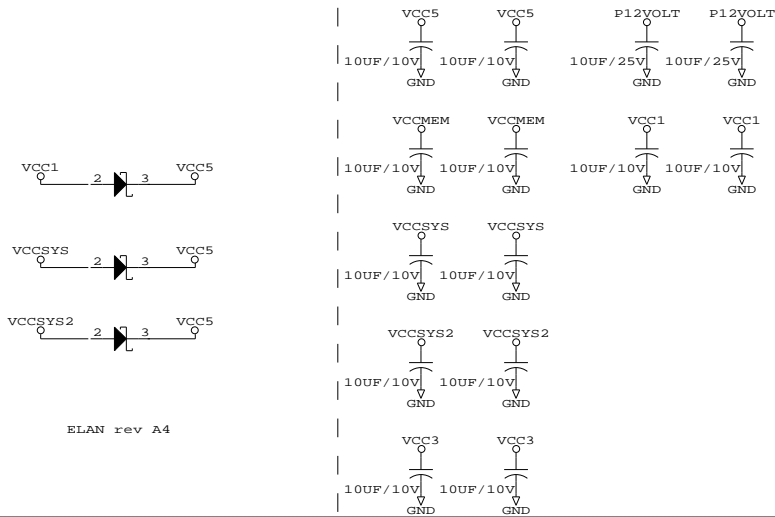 VCC5 VCC5 P12VOLT P12VOLT
10UF/10V 10UF/10V 10UF/25V 10UF/25V
GND GND GND GND
VCCMEM VCCMEM VCC1 VCC1
10UF/10V 10UF/10V 10UF/10V 10UF/10V
GND GND GND GND
VCC1 VCC5
2 3
VCCSYS VCCSYS
10UF/10V 10UF/10V
GND GND
VCCSYS VCC5
2 3
VCCSYS2 VCC5
2 3
VCCSYS2 VCCSYS2
10UF/10V 10UF/10V
GND GND
ELAN rev A4
VCC3 VCC3
10UF/10V 10UF/10V
GND GND